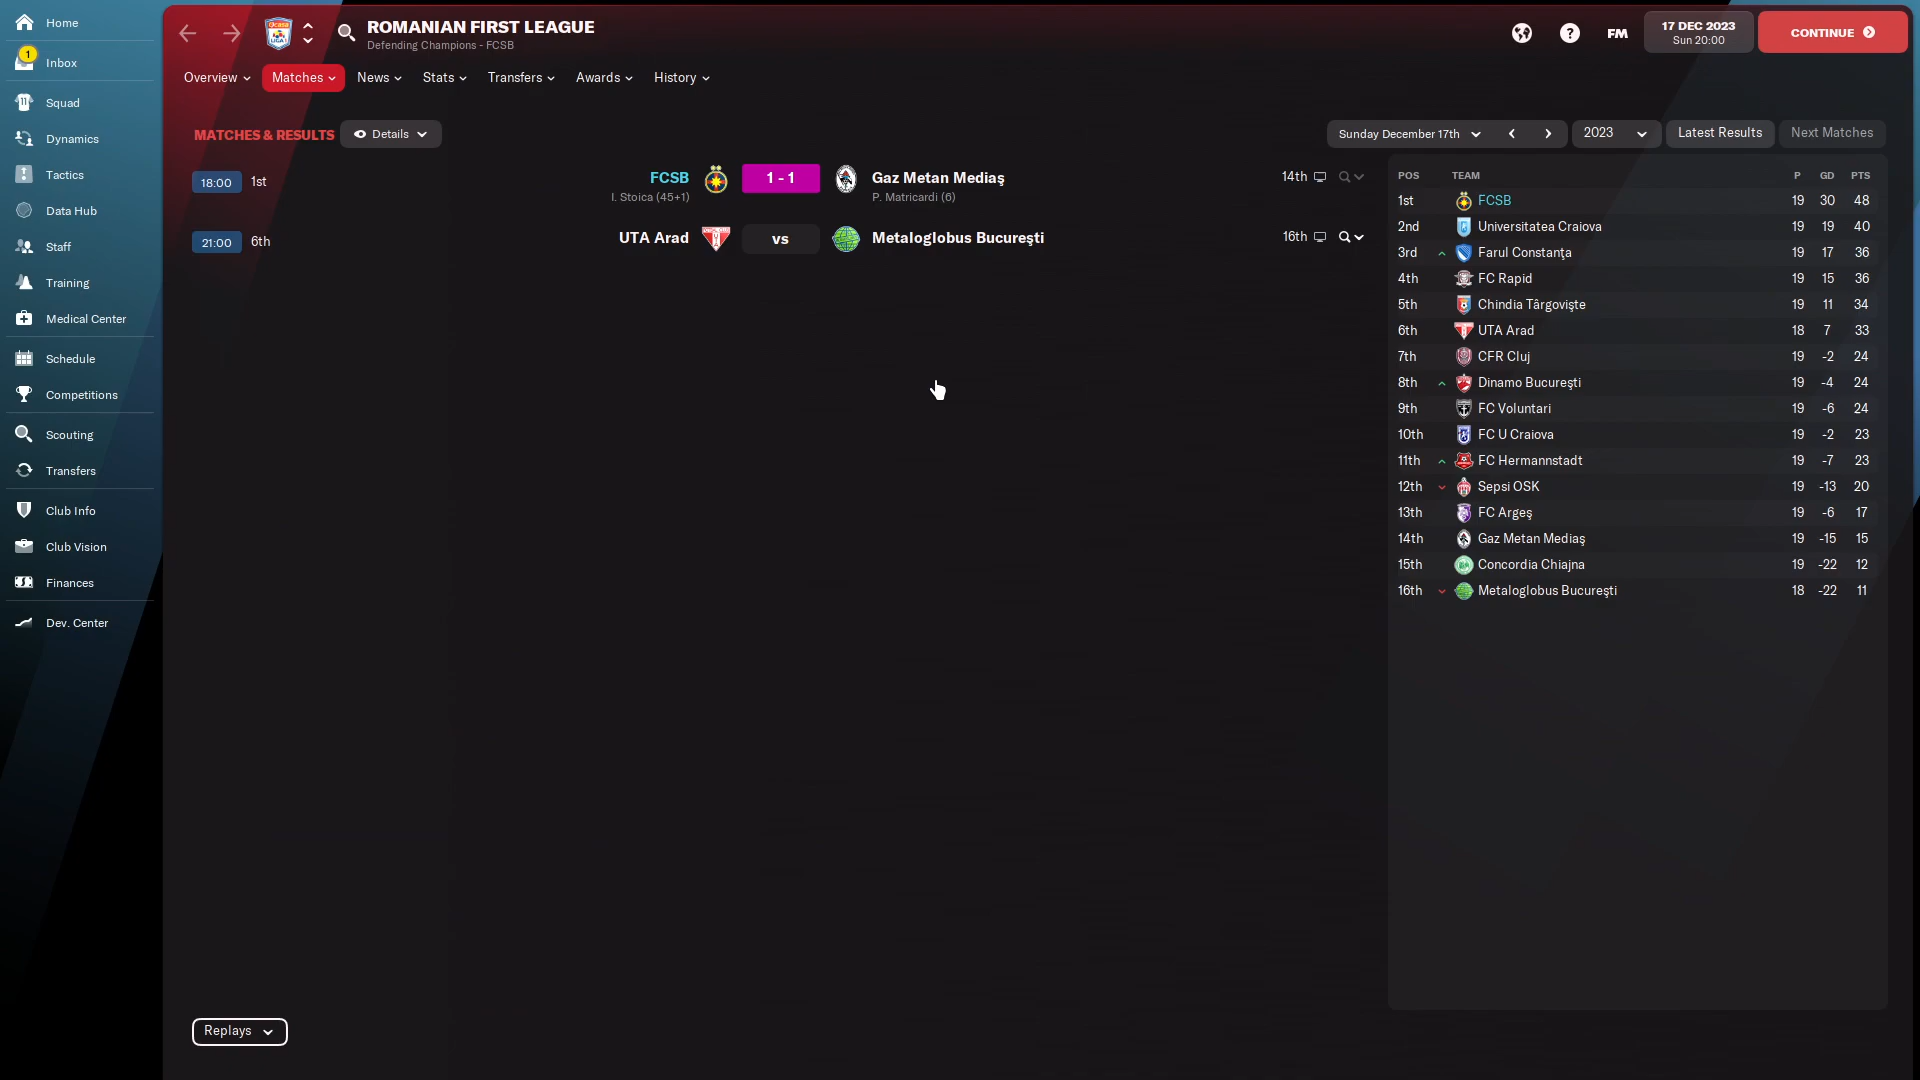 Home
1
Inbox
Squad
Dynamics
Tactics
Data Hub
Staff
Training
Medical Center
Schedule
Competitions
Scouting
Transfers
Club Info
Club Vision
Finances
Dev. Center
ROMANIAN FIRST LEAGUE
Defending Champions - FCSB
FM
17 DEC 2023
Sun 20:00
CONTINUE
Overview Matches News Stats Transfers Awards History
MATCHES & RESULTS Details
Sunday December 17th 2023 Latest Results Next Matches
18:00 1st FCSB 1 - 1 Gaz Metan Mediaş 14th
I. Stoica (45+1) P. Matricardi (6)
21:00 6th UTA Arad vs Metaloglobus Bucureşti 16th
POS TEAM P GD PTS
1st FCSB 19 30 48
2nd Universitatea Craiova 19 19 40
3rd Farul Constanţa 19 17 36
4th FC Rapid 19 15 36
5th Chindia Târgovişte 19 11 34
6th UTA Arad 18 7 33
7th CFR Cluj 19 -2 24
8th Dinamo Bucureşti 19 -4 24
9th FC Voluntari 19 -6 24
10th FC U Craiova 19 -2 23
11th FC Hermannstadt 19 -7 23
12th Sepsi OSK 19 -13 20
13th FC Argeş 19 -6 17
14th Gaz Metan Mediaş 19 -15 15
15th Concordia Chiajna 19 -22 12
16th Metaloglobus Bucureşti 18 -22 11
Replays